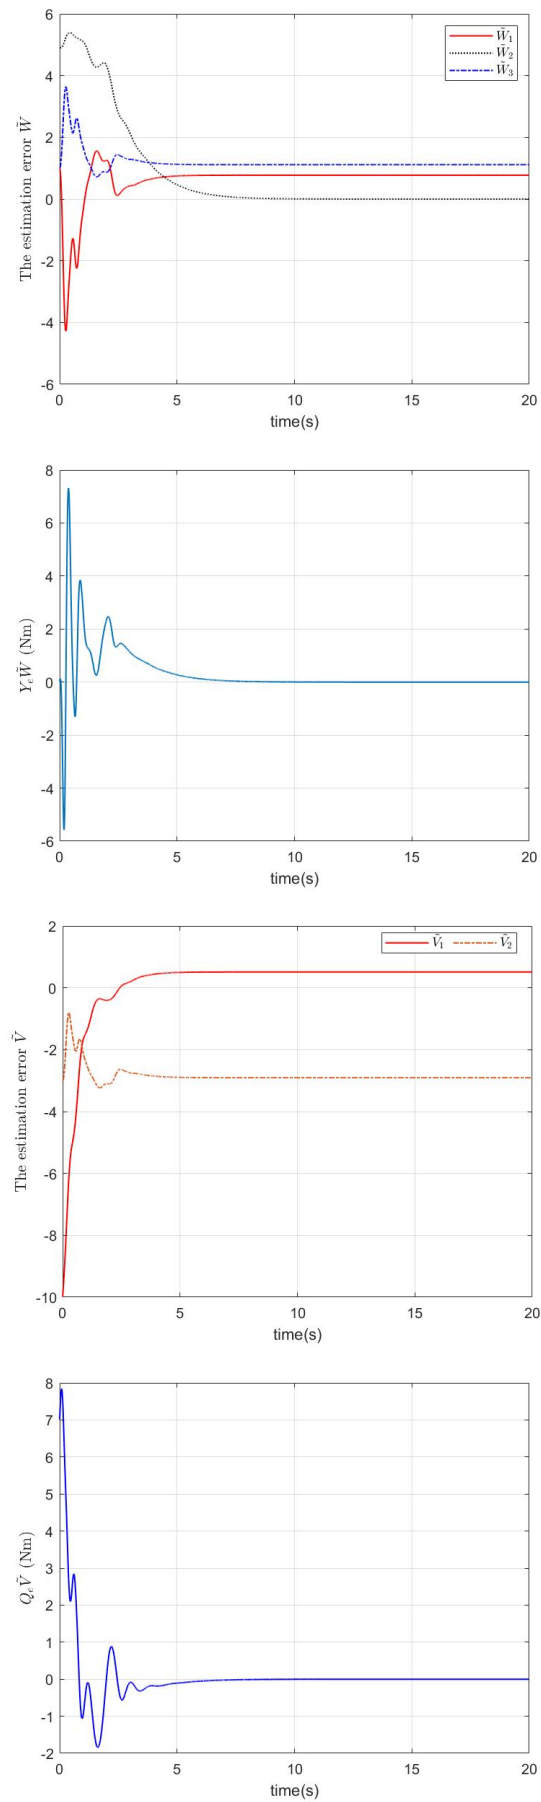 6
4
2
0
-2
-4
-6
The estimation error W̃
W̃₁
W̃₂
W̃₃
0 5 10 15 20
time(s)
8
6
4
2
0
-2
-4
-6
YₑW̃ (Nm)
0 5 10 15 20
time(s)
2
0
-2
-4
-6
-8
-10
The estimation error Ṽ
Ṽ₁ Ṽ₂
0 5 10 15 20
time(s)
8
7
6
5
4
3
2
1
0
-1
-2
QₑṼ (Nm)
0 5 10 15 20
time(s)